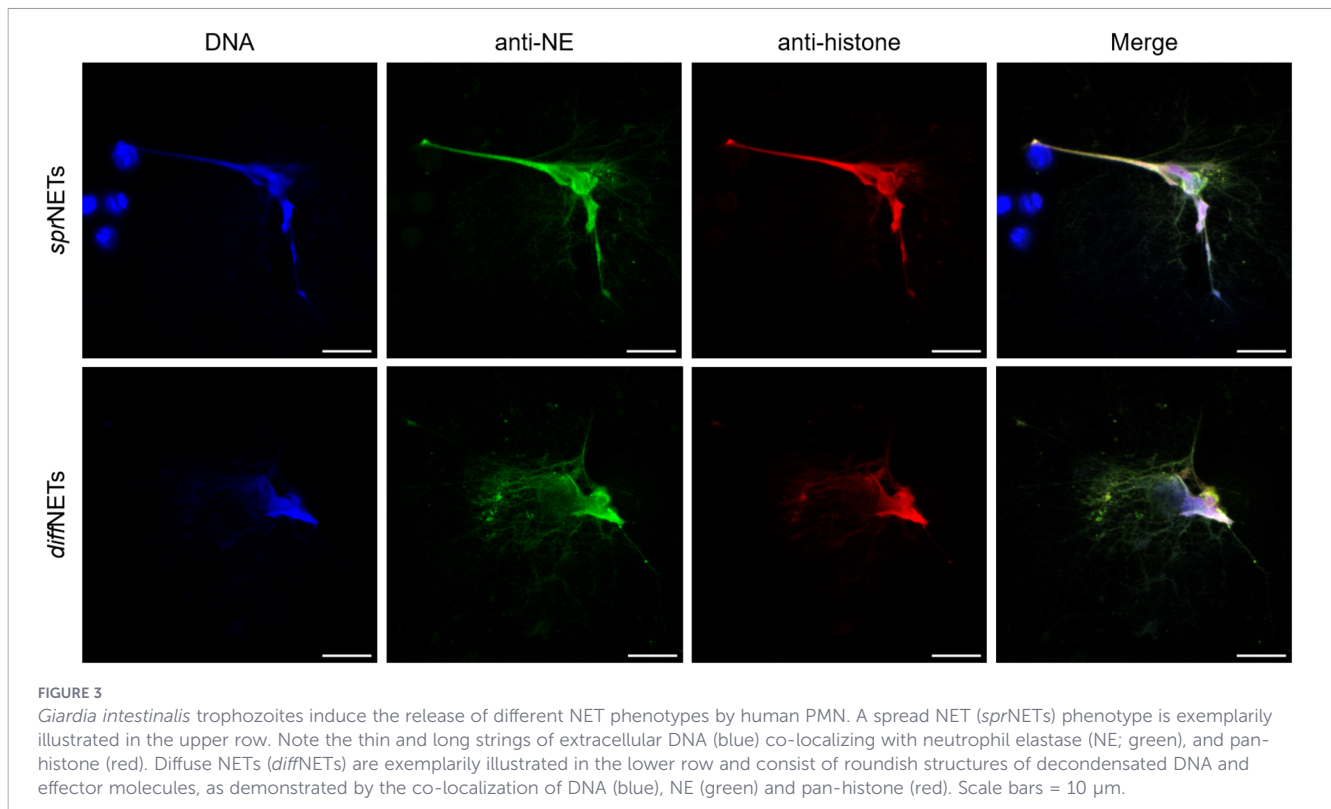 DNA anti-NE anti-histone Merge
sprNETs
diffNETs
FIGURE 3
Giardia intestinalis trophozoites induce the release of different NET phenotypes by human PMN. A spread NET (sprNETs) phenotype is exemplarily
illustrated in the upper row. Note the thin and long strings of extracellular DNA (blue) co-localizing with neutrophil elastase (NE; green), and pan-
histone (red). Diffuse NETs (diffNETs) are exemplarily illustrated in the lower row and consist of roundish structures of decondensated DNA and
effector molecules, as demonstrated by the co-localization of DNA (blue), NE (green) and pan-histone (red). Scale bars = 10 µm.